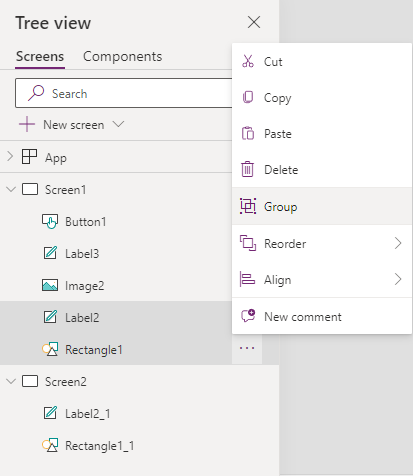 Tree view
Screens Components
Search
New screen
App
Screen1
Button1
Label3
Image2
Label2
Rectangle1
Screen2
Label2_1
Rectangle1_1
Cut
Copy
Paste
Delete
Group
Reorder
Align
New comment